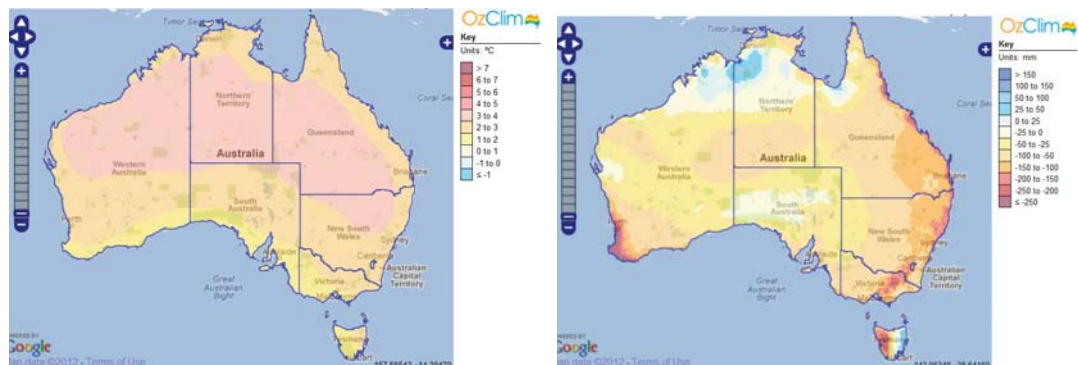 Timor Sea
Darwin
Northern
Territory
Coral Sea
Queensland
Australia
Western
Australia
Brisbane
South
Australia
Perth
New South
Wales
Sydney
Adelaide
Canberra
Australian
Capital
Territory
Great
Australian
Bight
Victoria
Tasmania
POWERED BY
Google
Map data ©2012 - Terms of Use
OzClim
Key
Units: ºC
> 7
6 to 7
5 to 6
4 to 5
3 to 4
2 to 3
1 to 2
0 to 1
-1 to 0
≤ -1
Timor Sea
Darwin
Northern
Territory
Coral Sea
Queensland
Australia
Western
Australia
Brisbane
South
Australia
New South
Wales
Sydney
Adelaide
Canberra
Australian
Capital
Territory
Great
Australian
Bight
Victoria
POWERED BY
Google
Map data ©2012 - Terms of Use
OzClim
Key
Units: mm
> 150
100 to 150
50 to 100
25 to 50
0 to 25
-25 to 0
-50 to -25
-100 to -50
-150 to -100
-200 to -150
-250 to -200
≤ -250